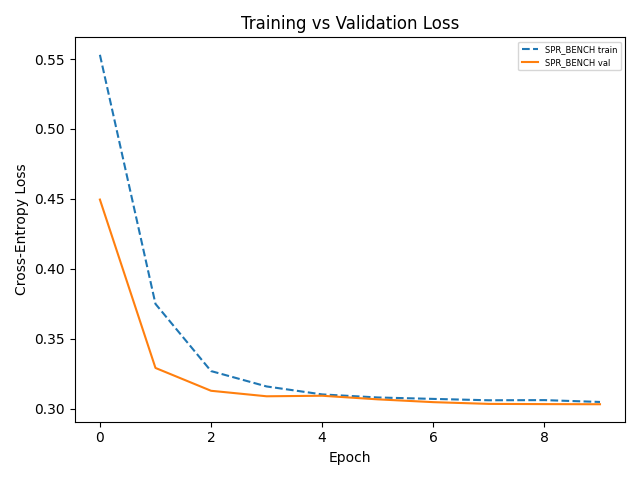 Training vs Validation Loss
SPR_BENCH train
SPR_BENCH val
Cross-Entropy Loss
0.55
0.50
0.45
0.40
0.35
0.30
0 2 4 6 8
Epoch